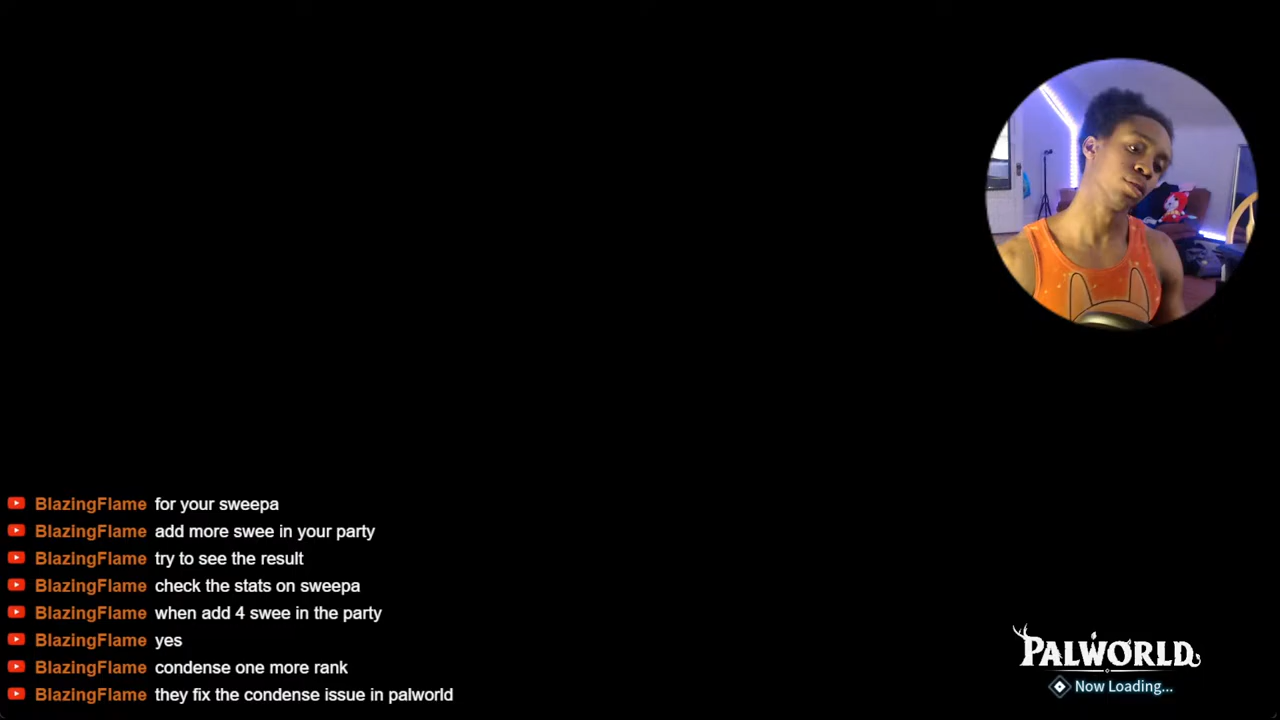 BlazingFlame for your sweepa
BlazingFlame add more swee in your party
BlazingFlame try to see the result
BlazingFlame check the stats on sweepa
BlazingFlame when add 4 swee in the party
BlazingFlame yes
BlazingFlame condense one more rank
BlazingFlame they fix the condense issue in palworld
PALWORLD
Now Loading...